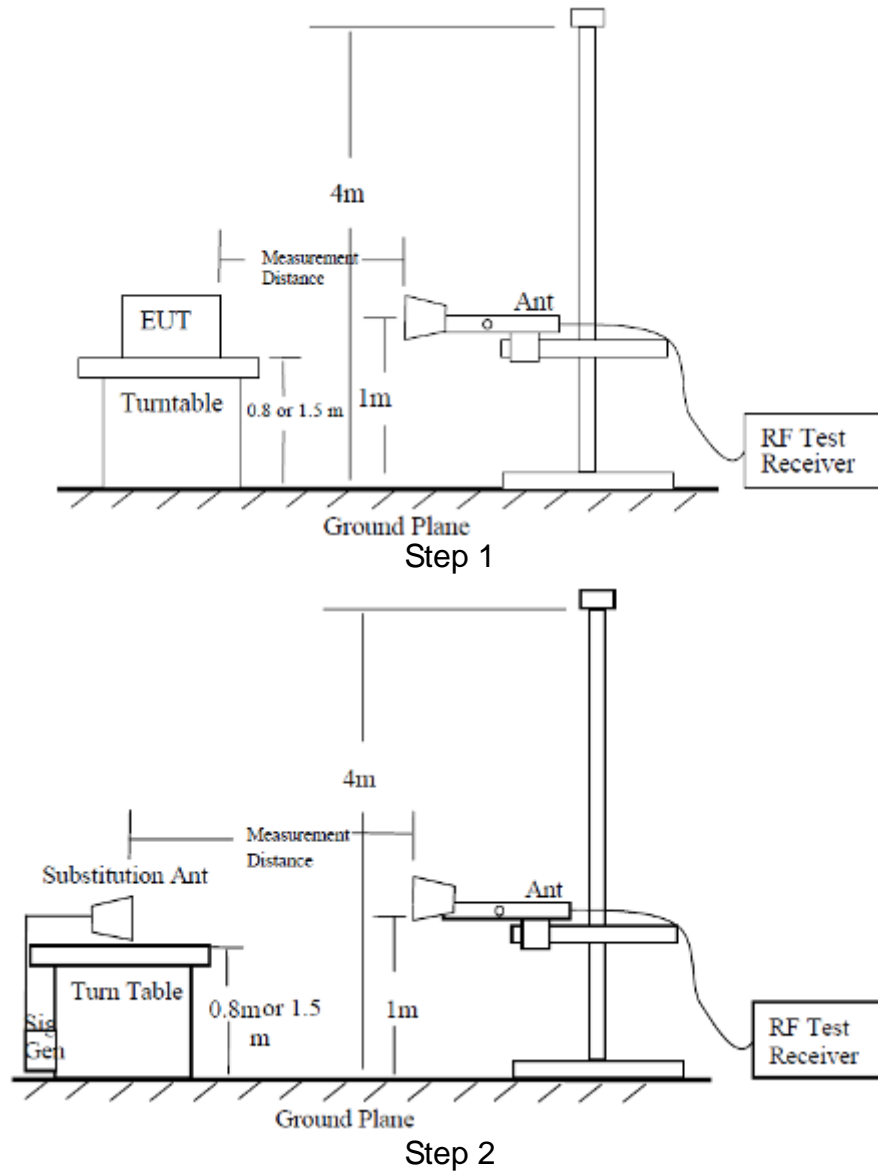 4m
Measurement
Distance
EUT
Ant
Turntable
0.8 or 1.5 m
1m
RF Test
Receiver
Ground Plane
Step 1
4m
Measurement
Distance
Substitution Ant
Ant
Turn Table
0.8m or 1.5
m
1m
Sig
Gen
RF Test
Receiver
Ground Plane
Step 2